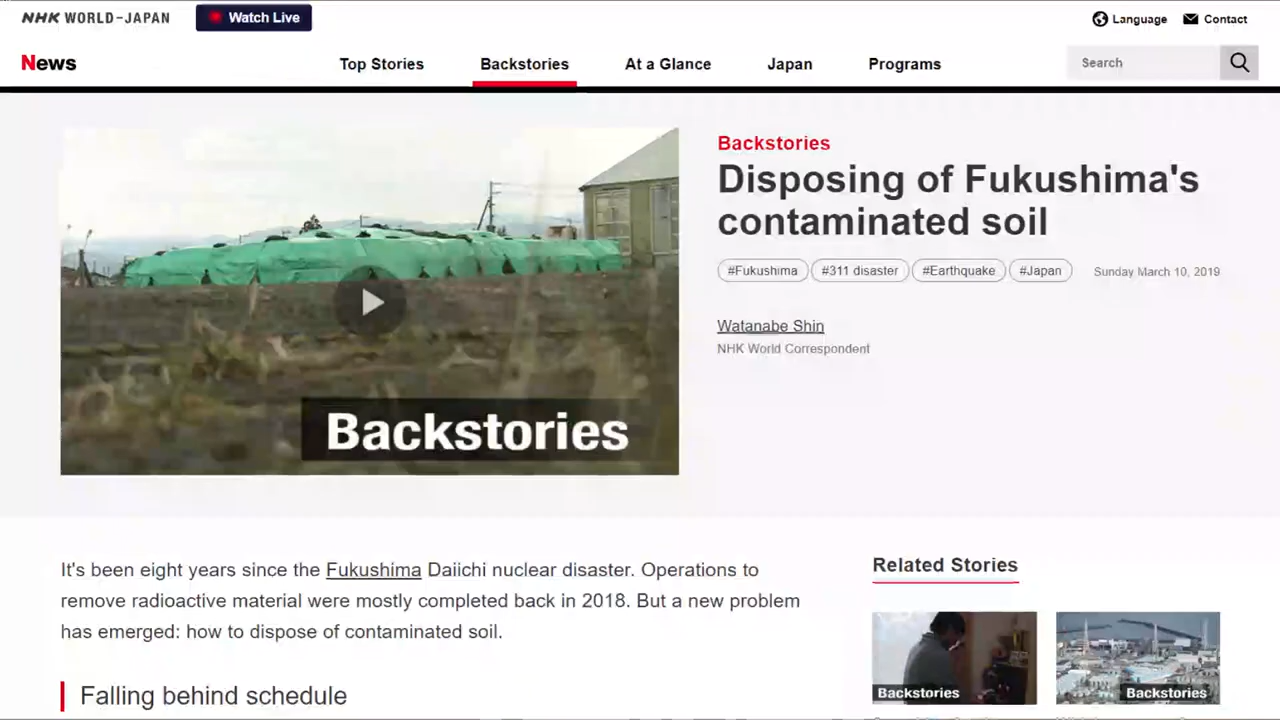 NHK WORLD-JAPAN
Watch Live
Language
Contact
News
Top Stories
Backstories
At a Glance
Japan
Programs
Search
Backstories
Backstories
Disposing of Fukushima's
contaminated soil
#Fukushima
#311 disaster
#Earthquake
#Japan
Sunday March 10, 2019
Watanabe Shin
NHK World Correspondent
It's been eight years since the Fukushima Daiichi nuclear disaster. Operations to
remove radioactive material were mostly completed back in 2018. But a new problem
has emerged: how to dispose of contaminated soil.
Falling behind schedule
Related Stories
Backstories
Backstories